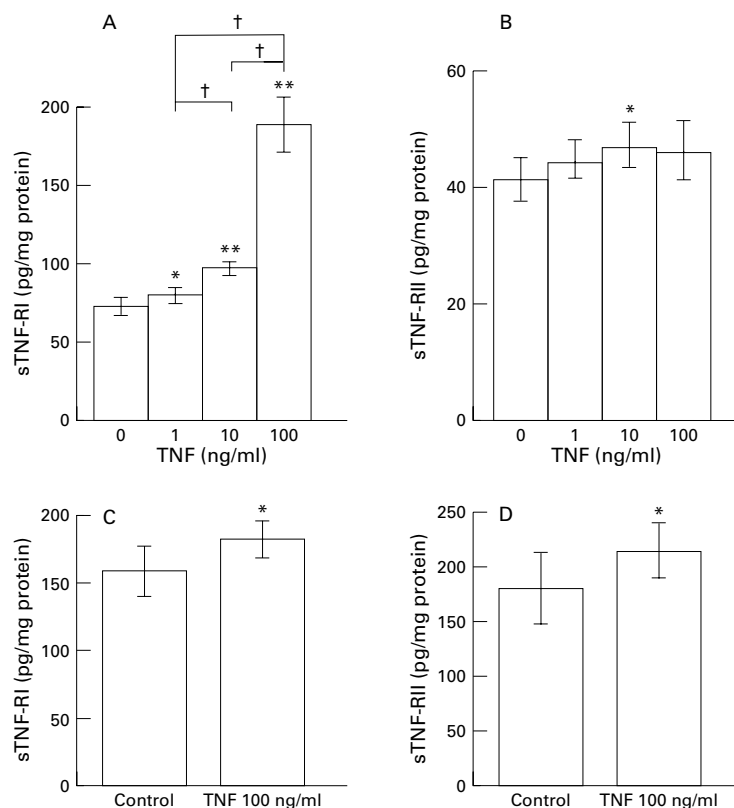 A
†
†
†
**
**
*
200
150
100
50
0
sTNF-RI (pg/mg protein)
0 1 10 100
TNF (ng/ml)
B
*
60
40
20
0
sTNF-RII (pg/mg protein)
0 1 10 100
TNF (ng/ml)
C
*
200
150
100
50
0
sTNF-RI (pg/mg protein)
Control TNF 100 ng/ml
D
*
250
200
150
100
50
0
sTNF-RII (pg/mg protein)
Control TNF 100 ng/ml